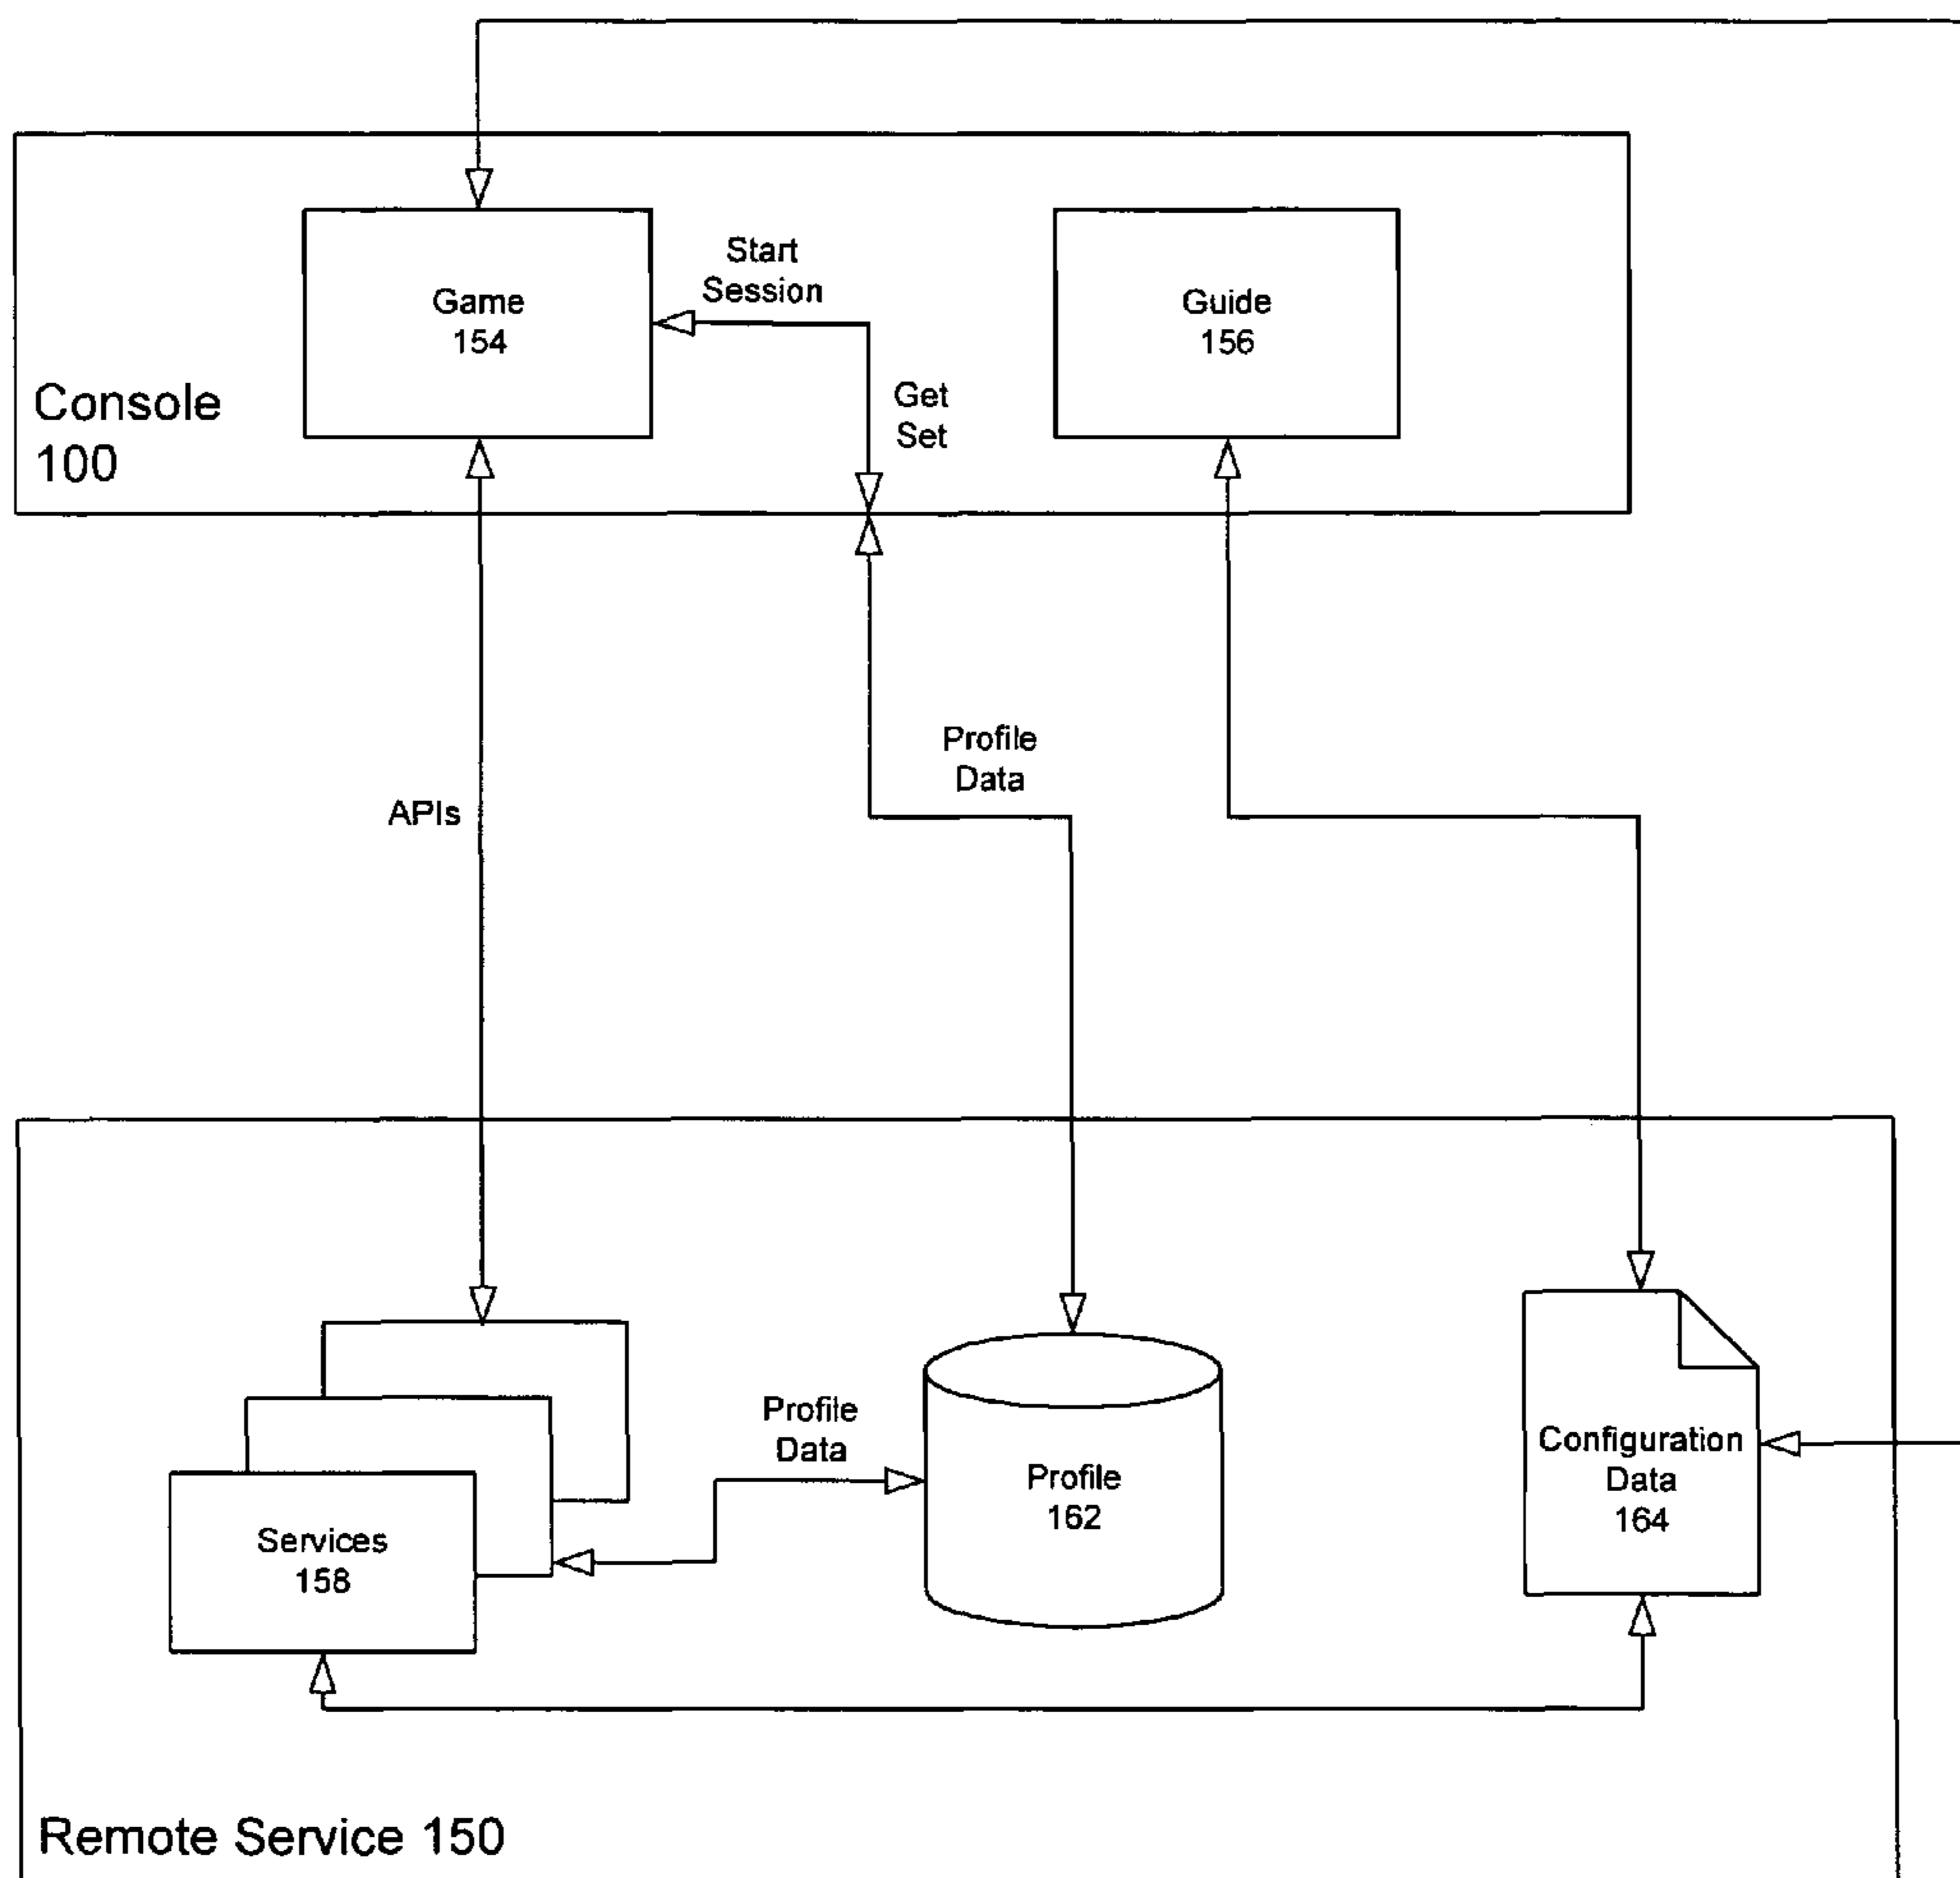 Start
Session
Game
154
Guide
156
Console
100
Get
Set
Profile
Data
APIs
Profile
Data
Configuration
Data
164
Profile
162
Services
158
Remote Service 150